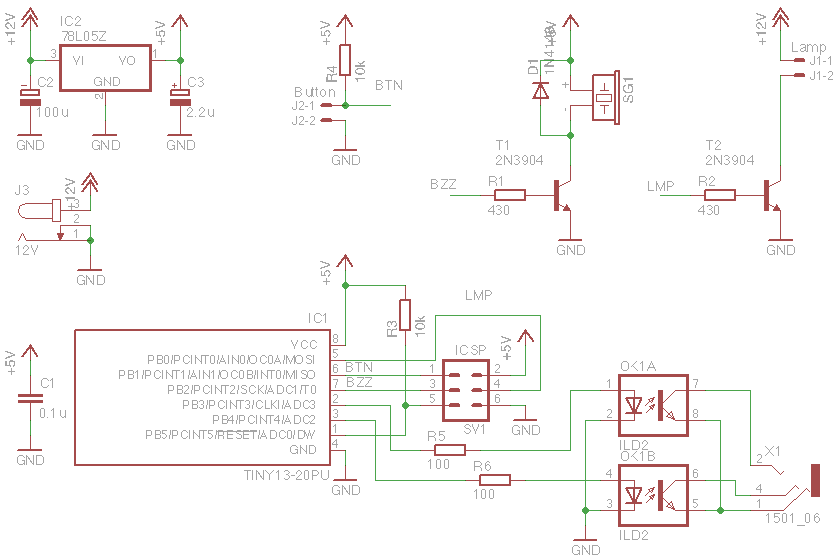 +12V
IC2
78L05Z
3
VI
VO
1
GND
2
C2
100u
GND
GND
+5V
C3
2.2u
GND
+5V
R4
10k
BTN
Button
J2-1
J2-2
GND
+5V
D1
1N4148
SG1
+
-
T1
2N3904
BZZ
R1
430
GND
+12V
Lamp
J1-1
J1-2
T2
2N3904
LMP
R2
430
GND
J3
+12V
3
2
1
12V
GND
+5V
C1
0.1u
GND
IC1
VCC 8
PB0/PCINT0/AIN0/OC0A/MOSI 5
PB1/PCINT1/AIN1/OC0B/INT0/MISO 6
PB2/PCINT2/SCK/ADC1/T0 7
PB3/PCINT3/CLKI/ADC3 2
PB4/PCINT4/ADC2 3
PB5/PCINT5/RESET/ADC0/DW 1
GND 4
TINY13-20PU
GND
+5V
R3
10k
BTN
BZZ
LMP
ICSP
1 2
3 4
5 6
SV1
+5V
GND
R5
100
R6
100
OK1A
1 7
2 8
ILD2
OK1B
4 6
3 5
ILD2
GND
X1
2
4
1
1501_06